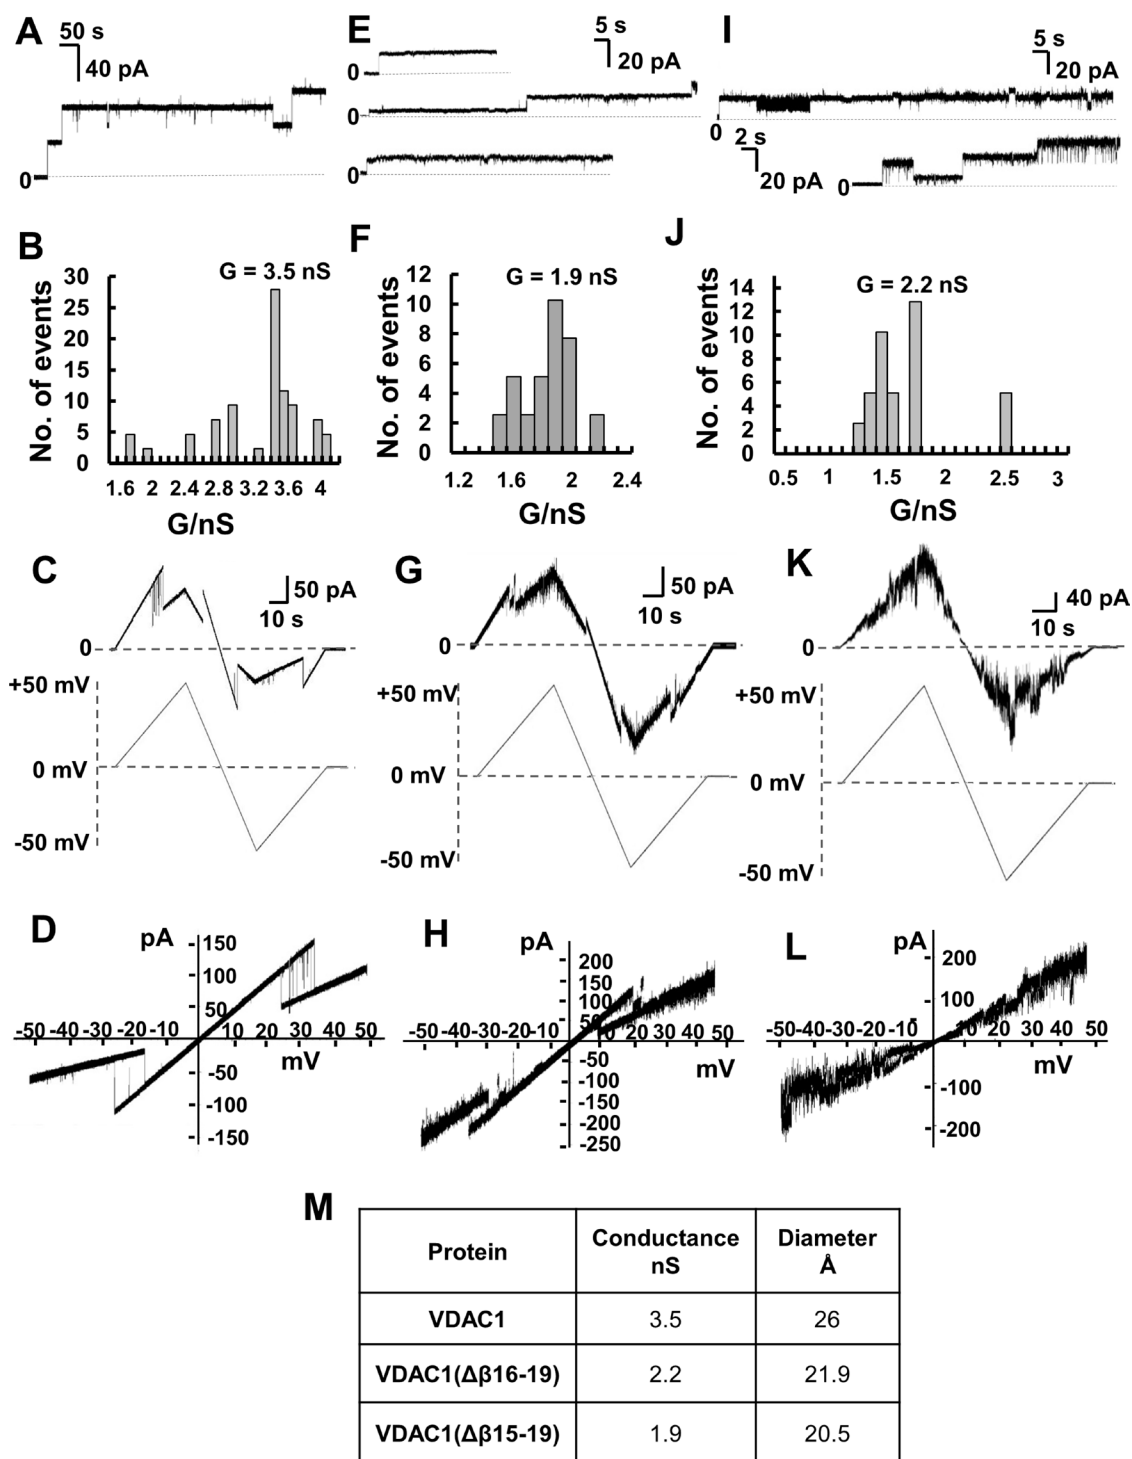 A
50 s
40 pA
0
E
5 s
20 pA
0
0
0
I
5 s
20 pA
0
2 s
20 pA
0
B
G = 3.5 nS
No. of events
30
25
20
15
10
5
0
1.6 2 2.4 2.8 3.2 3.6 4
G/nS
F
G = 1.9 nS
No. of events
12
10
8
6
4
2
0
1.2 1.6 2 2.4
G/nS
J
G = 2.2 nS
No. of events
14
12
10
8
6
4
2
0
0.5 1 1.5 2 2.5 3
G/nS
C
50 pA
10 s
0
+50 mV
0 mV
-50 mV
G
50 pA
10 s
0
+50 mV
0 mV
-50 mV
K
40 pA
10 s
0
+50 mV
0 mV
-50 mV
D
pA
150
100
50
-50 -40 -30 -20 -10 10 20 30 40 50
mV
-50
-100
-150
H
pA
200
150
100
50
-50 -40 -30 -20 -10 20 30 40 50
mV
-50
-100
-150
-200
-250
L
pA
200
100
-50 -40 -30 -20 -10 10 20 30 40 50
mV
-100
-200
M
Protein Conductance nS Diameter Å
VDAC1 3.5 26
VDAC1(Δβ16-19) 2.2 21.9
VDAC1(Δβ15-19) 1.9 20.5